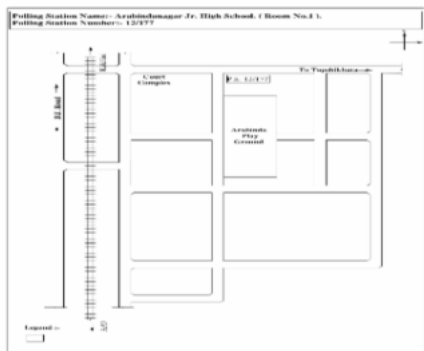 Polling Station Name:- Arabindanagar Jr. High School. ( Room No.1 ).
Polling Station Number:- 12/177
To Topsikhata
Court
Complex
P.S. 12/177
Arabinda
Play
Ground
Legend :-